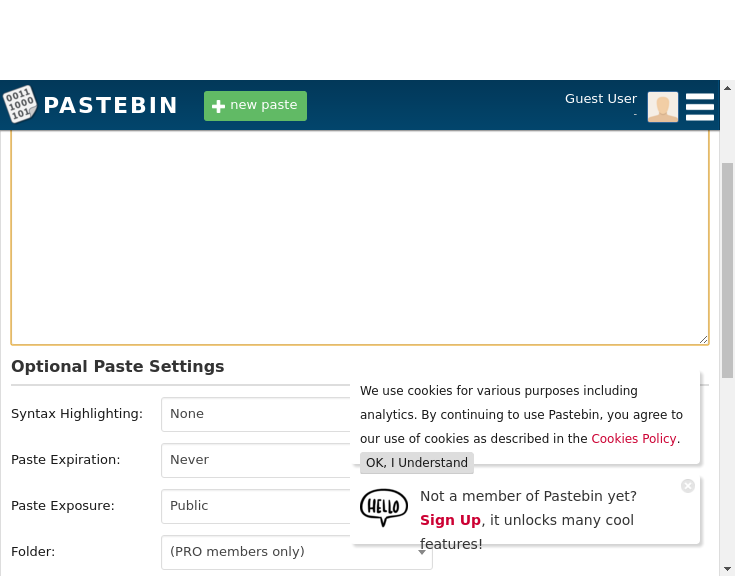 0011
1000
101
PASTEBIN
new paste
Guest User
-
Optional Paste Settings
We use cookies for various purposes including
analytics. By continuing to use Pastebin, you agree to
our use of cookies as described in the Cookies Policy.
OK, I Understand
Syntax Highlighting: None
Paste Expiration: Never
Paste Exposure: Public
Folder: (PRO members only)
HELLO
Not a member of Pastebin yet?
Sign Up, it unlocks many cool
features!